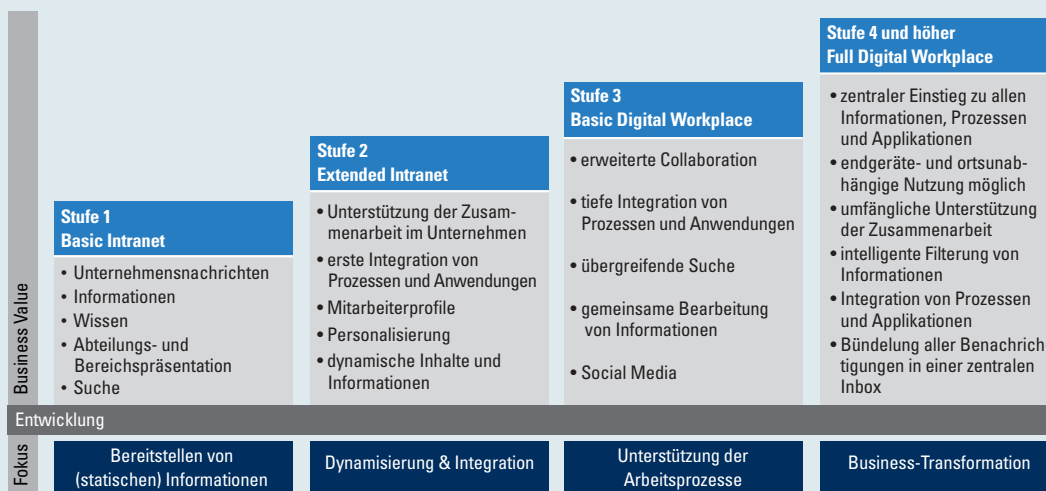 Business Value
Stufe 1
Basic Intranet
• Unternehmensnachrichten
• Informationen
• Wissen
• Abteilungs- und
Bereichspräsentation
• Suche
Stufe 2
Extended Intranet
• Unterstützung der Zusam-
menarbeit im Unternehmen
• erste Integration von
Prozessen und Anwendungen
• Mitarbeiterprofile
• Personalisierung
• dynamische Inhalte und
Informationen
Stufe 3
Basic Digital Workplace
• erweiterte Collaboration
• tiefe Integration von
Prozessen und Anwendungen
• übergreifende Suche
• gemeinsame Bearbeitung
von Informationen
• Social Media
Stufe 4 und höher
Full Digital Workplace
• zentraler Einstieg zu allen
Informationen, Prozessen
und Applikationen
• endgeräte- und ortsunab-
hängige Nutzung möglich
• umfängliche Unterstützung
der Zusammenarbeit
• intelligente Filterung von
Informationen
• Integration von Prozessen
und Applikationen
• Bündelung aller Benachrich
tigungen in einer zentralen
Inbox
Entwicklung
Fokus
Bereitstellen von
(statischen) Informationen
Dynamisierung & Integration
Unterstützung der
Arbeitsprozesse
Business-Transformation